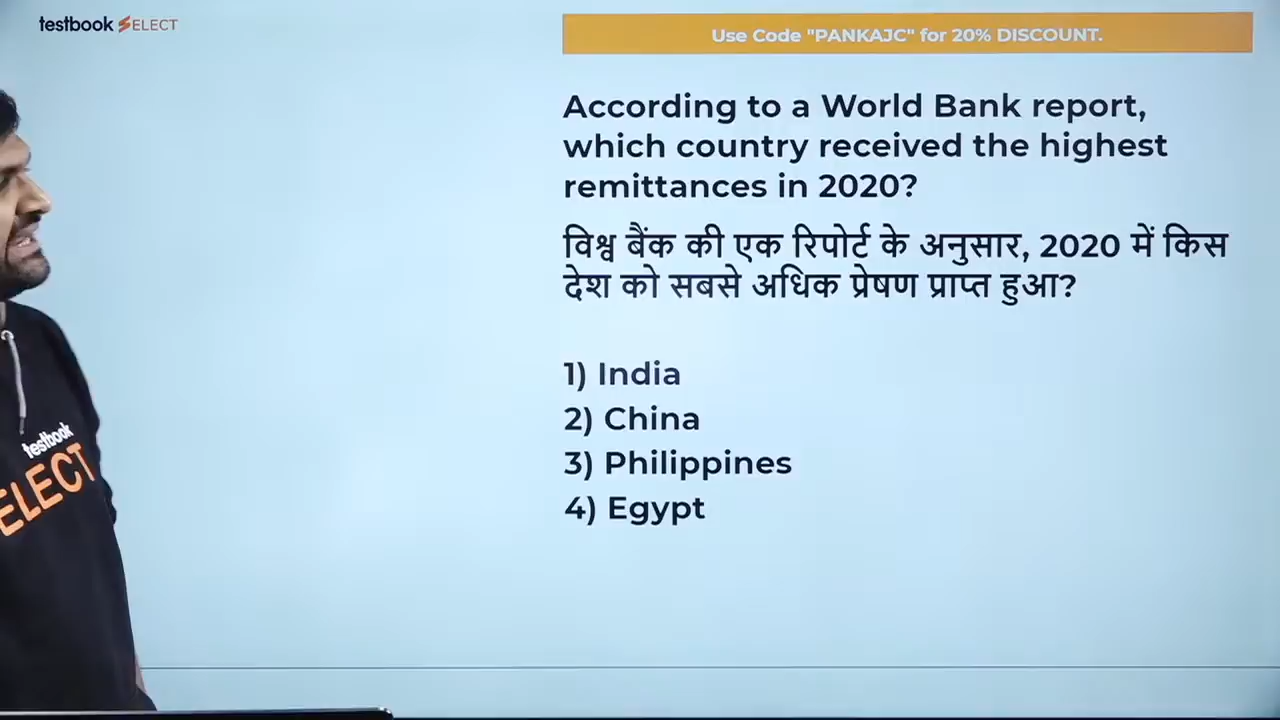 testbook SELECT
Use Code "PANKAJC" for 20% DISCOUNT.
According to a World Bank report,
which country received the highest
remittances in 2020?
विश्व बैंक की एक रिपोर्ट के अनुसार, 2020 में किस
देश को सबसे अधिक प्रेषण प्राप्त हुआ?
1) India
2) China
3) Philippines
4) Egypt
testbook
ELECT